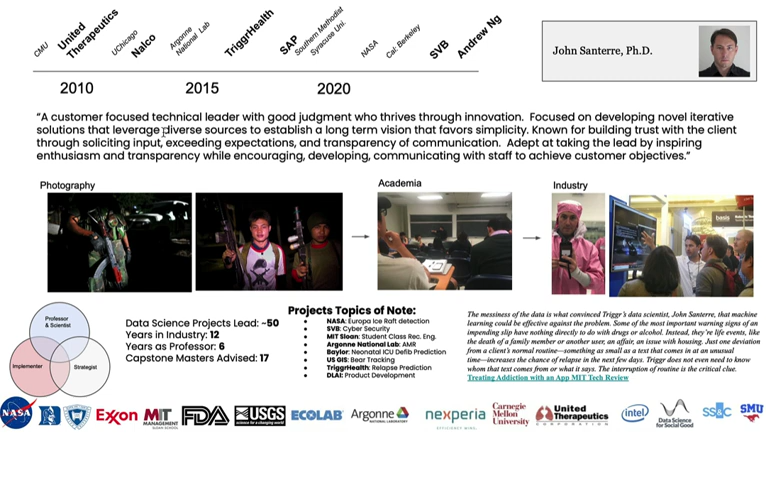 CMU
United
Therapeutics
UChicago
Nalco
Argonne
National Lab
TriggrHealth
SAP
Southern Methodist
Syracuse Uni.
NASA
Cal. Berkeley
SVB
Andrew Ng
2010
2015
2020
John Santerre, Ph.D.
“A customer focused technical leader with good judgment who thrives through innovation. Focused on developing novel iterative
solutions that leverage diverse sources to establish a long term vision that favors simplicity. Known for building trust with the client
through soliciting input, exceeding expectations, and transparency of communication. Adept at taking the lead by inspiring
enthusiasm and transparency while encouraging, developing, communicating with staff to achieve customer objectives.”
Photography
Academia
Industry
basis
Professor
& Scientist
Implementer
Strategist
Data Science Projects Lead: ~50
Years in Industry: 12
Years as Professor: 6
Capstone Masters Advised: 17
Projects Topics of Note:
• NASA: Europa Ice Raft detection
• SVB: Cyber Security
• MIT Sloan: Student Class Rec. Eng.
• Argonne National Lab: AMR
• Baylor: Neonatal ICU Defib Prediction
• US GIS: Bear Tracking
• TriggrHealth: Relapse Prediction
• DLAI: Product Development
The messiness of the data is what convinced Triggr’s data scientist, John Santerre, that machine
learning could be effective against the problem. Some of the most important warning signs of an
impending slip have nothing directly to do with drugs or alcohol. Instead, they’re life events, like
the death of a family member or another user, an affair, an issue with housing. Just one deviation
from a client’s normal routine—something as small as a text that comes in at an unusual
time—increases the chance of relapse in the next few days. Triggr does not even need to know
whom that text comes from or what it says. The interruption of routine is the critical clue.
Treating Addiction with an App MIT Tech Review
NASA
Exxon
MIT
MANAGEMENT
SLOAN SCHOOL
FDA
USGS
science for a changing world
ECOLAB
Argonne
NATIONAL LABORATORY
nexperia
EFFICIENCY WINS.
Carnegie
Mellon
University
United
Therapeutics
CORPORATION
intel
Data Science
for Social Good
SS&C
SMU